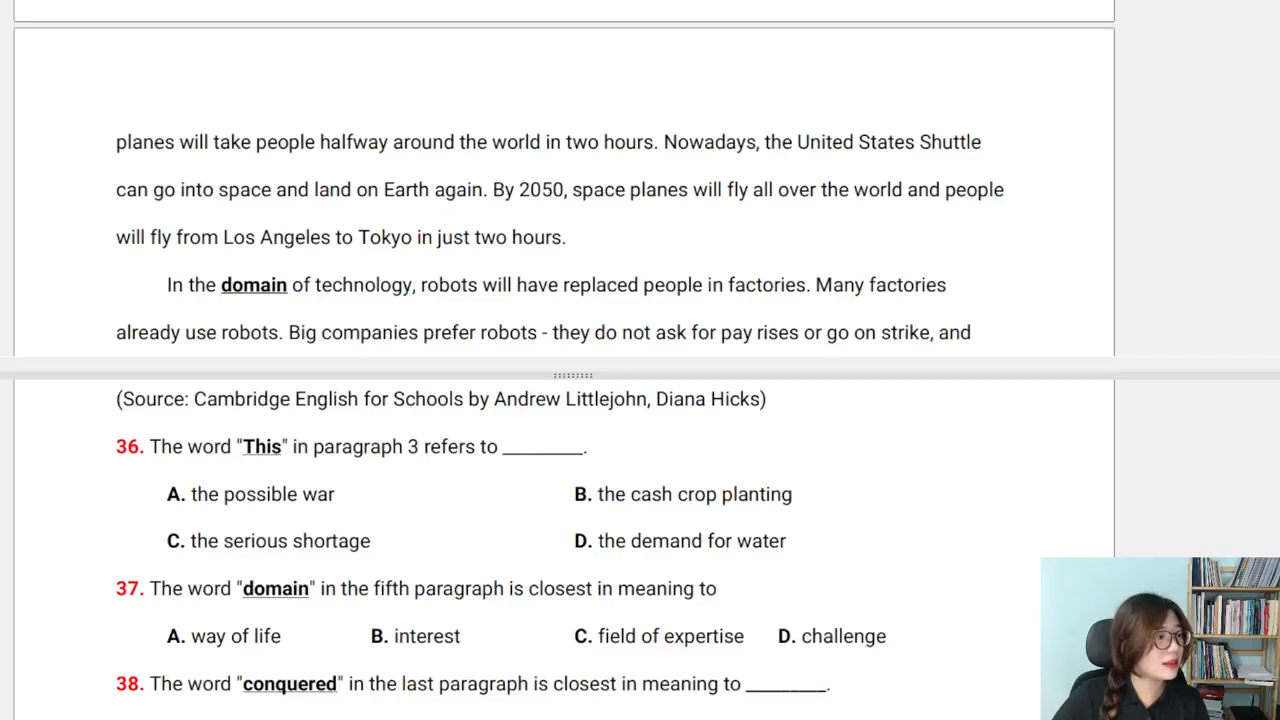 planes will take people halfway around the world in two hours. Nowadays, the United States Shuttle
can go into space and land on Earth again. By 2050, space planes will fly all over the world and people
will fly from Los Angeles to Tokyo in just two hours.
In the domain of technology, robots will have replaced people in factories. Many factories
already use robots. Big companies prefer robots - they do not ask for pay rises or go on strike, and
(Source: Cambridge English for Schools by Andrew Littlejohn, Diana Hicks)
36. The word "This" in paragraph 3 refers to ________.
A. the possible war B. the cash crop planting
C. the serious shortage D. the demand for water
37. The word "domain" in the fifth paragraph is closest in meaning to
A. way of life B. interest C. field of expertise D. challenge
38. The word "conquered" in the last paragraph is closest in meaning to ________.